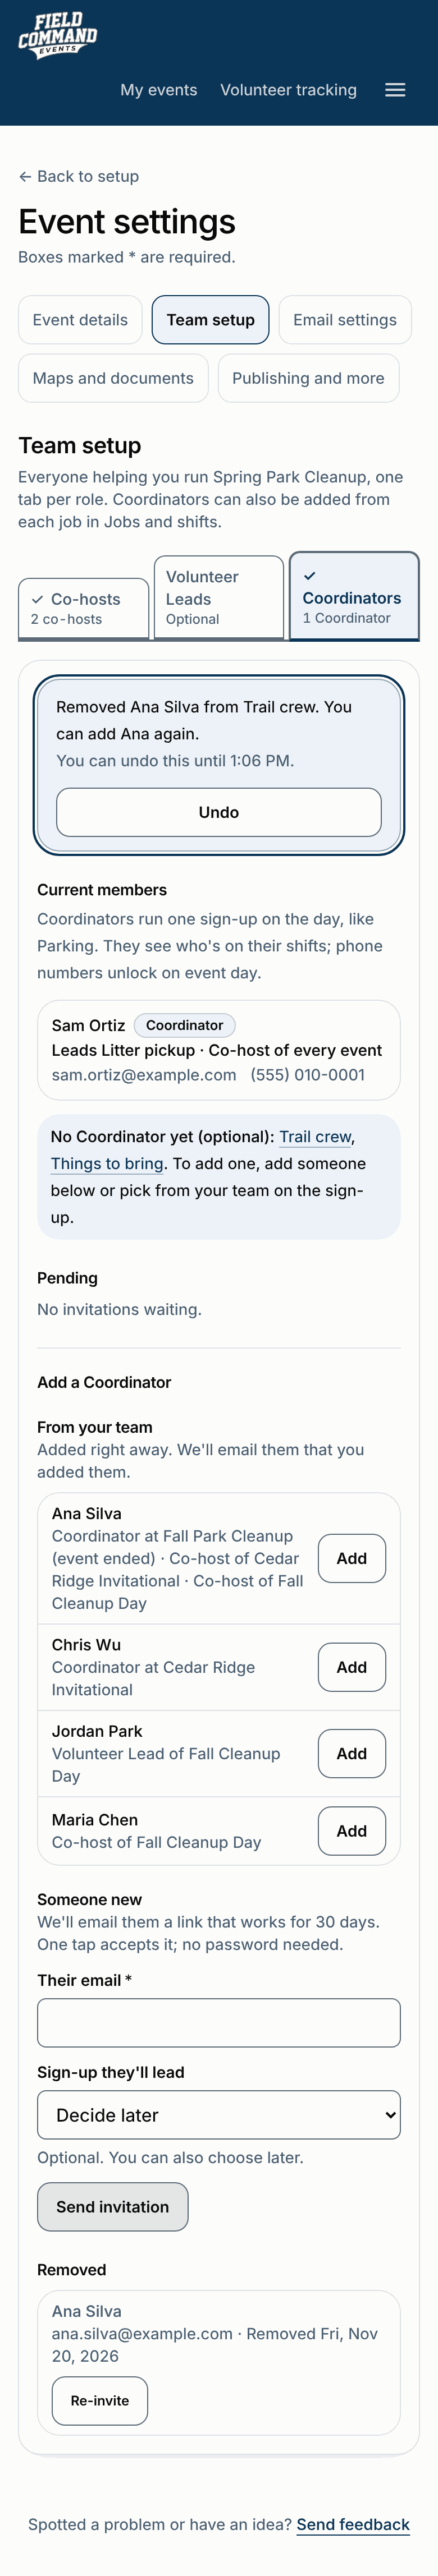 FIELD
COMMAND
EVENTS
My events Volunteer tracking
← Back to setup
Event settings
Boxes marked * are required.
Event details Team setup Email settings
Maps and documents Publishing and more
Team setup
Everyone helping you run Spring Park Cleanup, one
tab per role. Coordinators can also be added from
each job in Jobs and shifts.
✓ Co-hosts
2 co-hosts
Volunteer
Leads
Optional
✓
Coordinators
1 Coordinator
Removed Ana Silva from Trail crew. You
can add Ana again.
You can undo this until 1:06 PM.
Undo
Current members
Coordinators run one sign-up on the day, like
Parking. They see who's on their shifts; phone
numbers unlock on event day.
Sam Ortiz Coordinator
Leads Litter pickup · Co-host of every event
sam.ortiz@example.com (555) 010-0001
No Coordinator yet (optional): Trail crew,
Things to bring. To add one, add someone
below or pick from your team on the sign-
up.
Pending
No invitations waiting.
Add a Coordinator
From your team
Added right away. We'll email them that you
added them.
Ana Silva
Coordinator at Fall Park Cleanup
(event ended) · Co-host of Cedar
Ridge Invitational · Co-host of Fall
Cleanup Day
Add
Chris Wu
Coordinator at Cedar Ridge
Invitational
Add
Jordan Park
Volunteer Lead of Fall Cleanup
Day
Add
Maria Chen
Co-host of Fall Cleanup Day
Add
Someone new
We'll email them a link that works for 30 days.
One tap accepts it; no password needed.
Their email *
Sign-up they'll lead
Decide later
Optional. You can also choose later.
Send invitation
Removed
Ana Silva
ana.silva@example.com · Removed Fri, Nov
20, 2026
Re-invite
Spotted a problem or have an idea? Send feedback